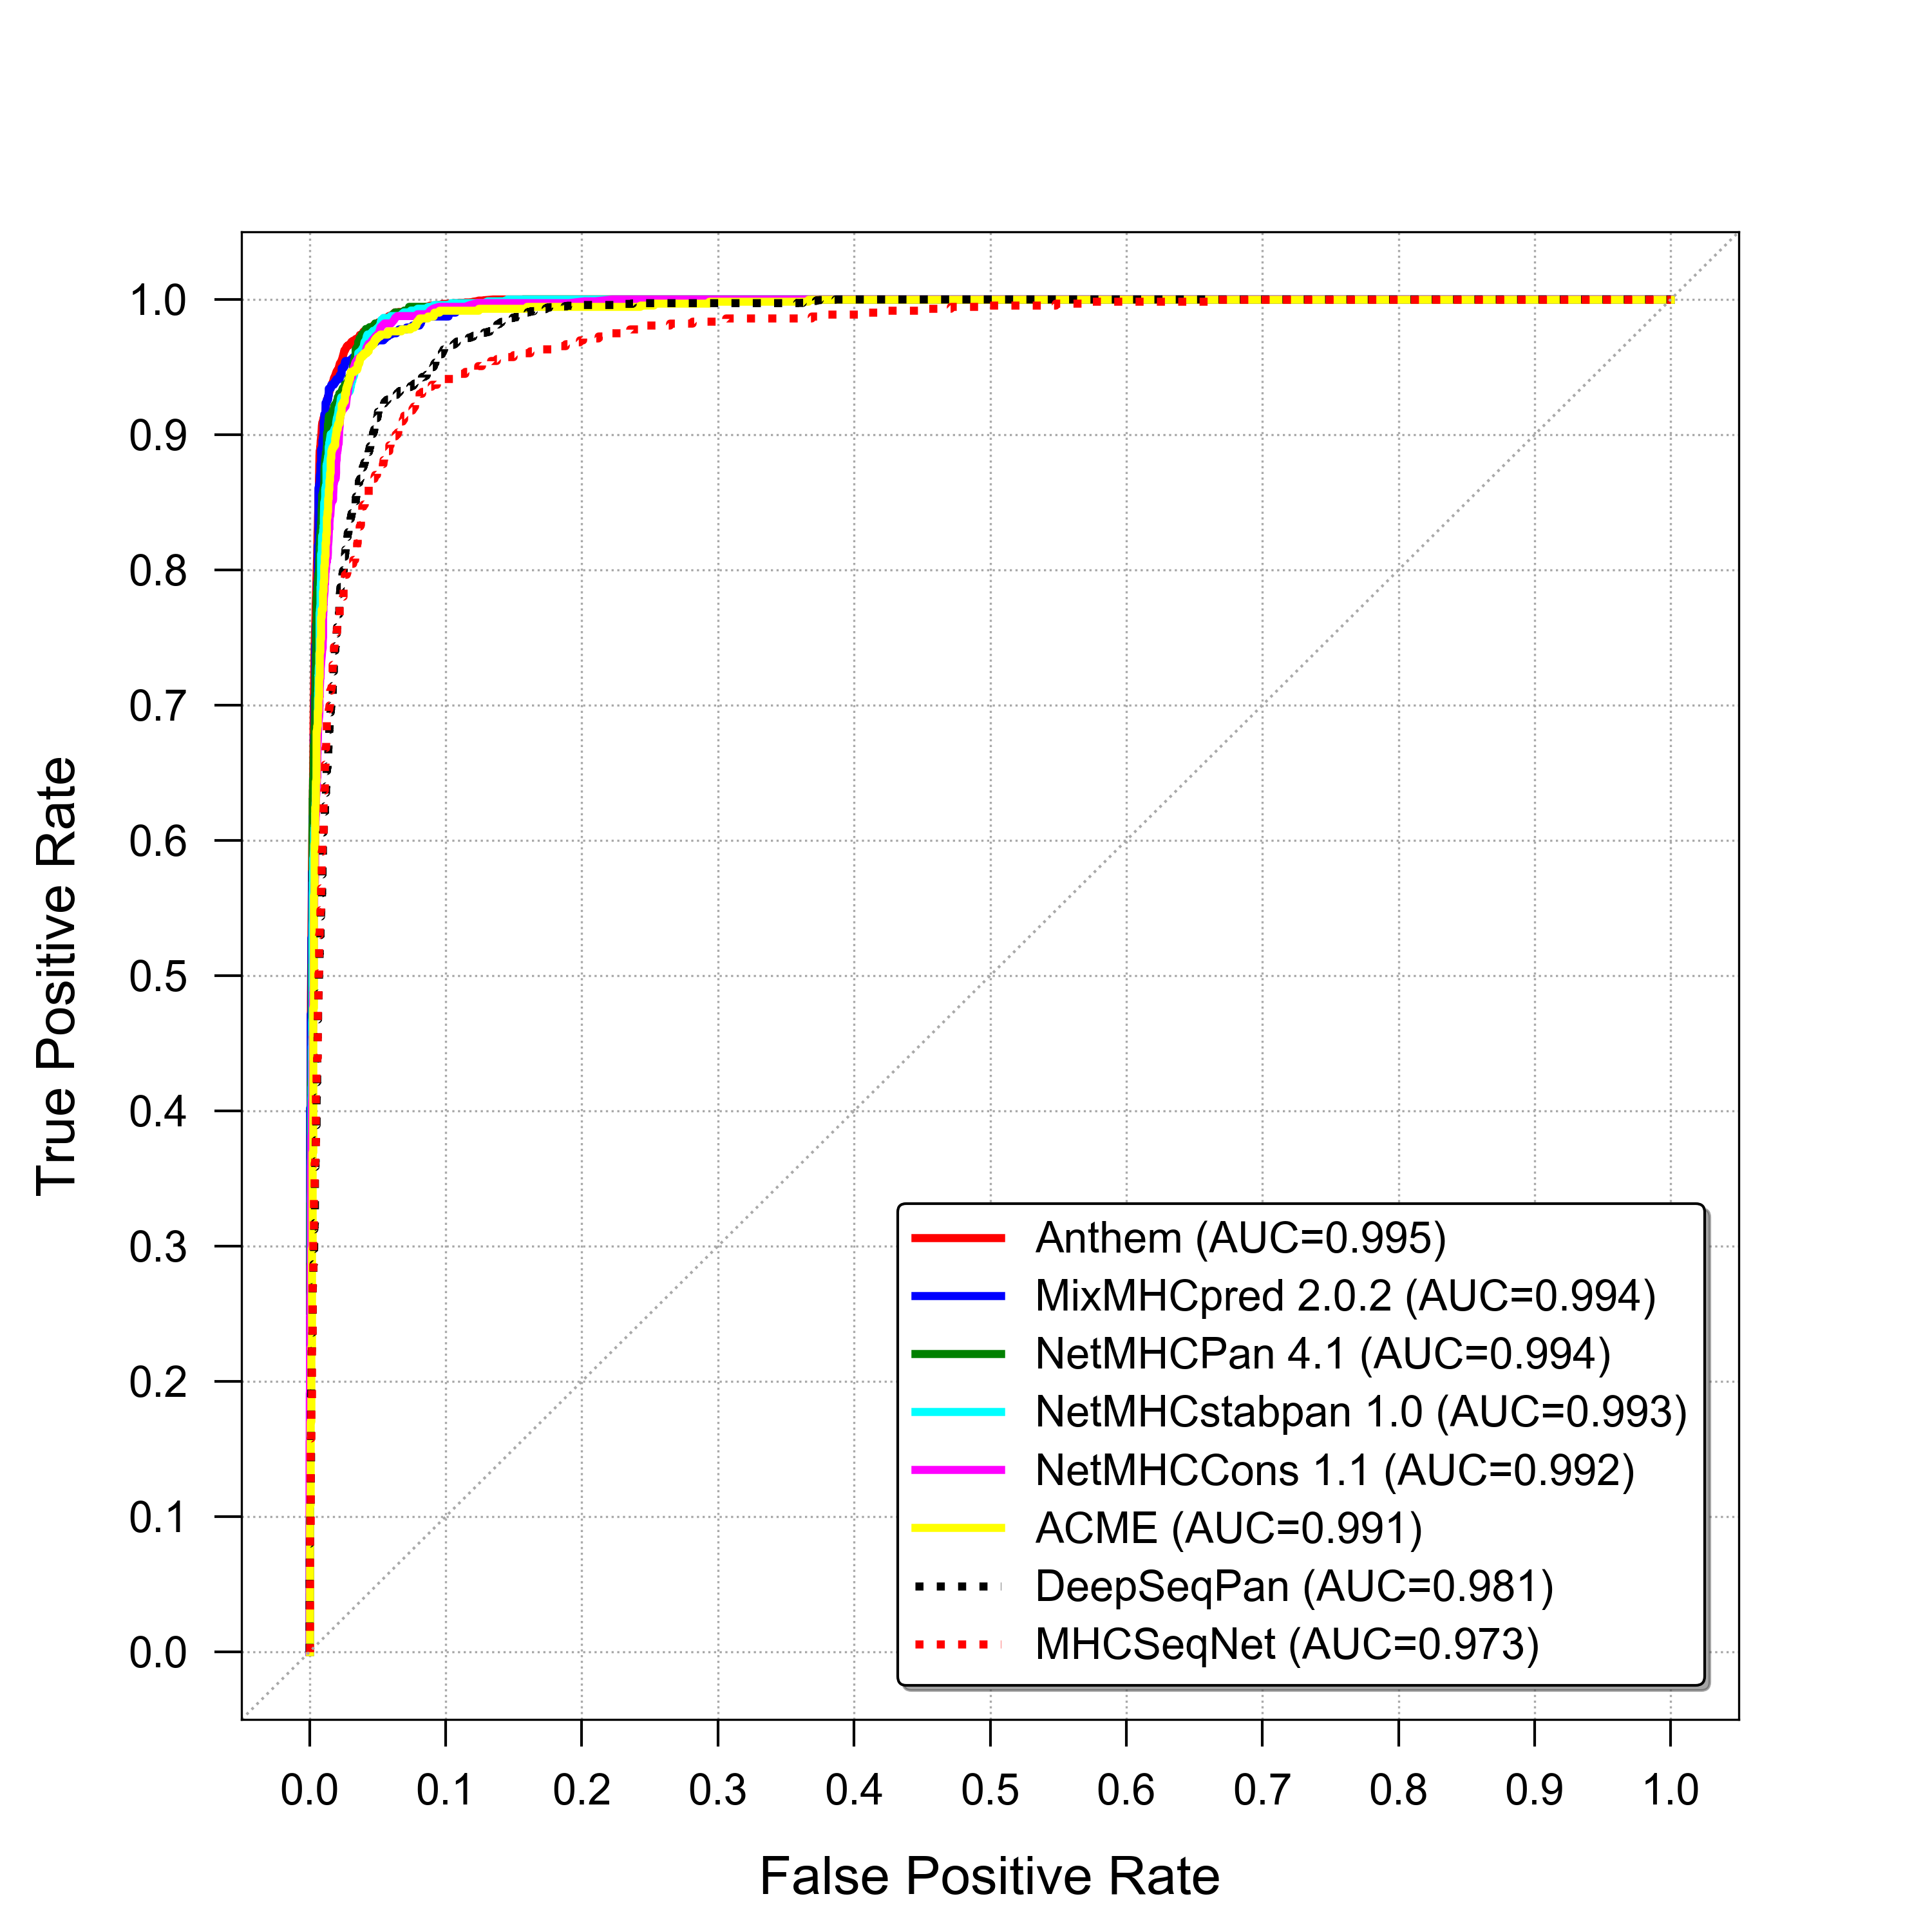 1.0
0.9
0.8
0.7
0.6
0.5
0.4
0.3
0.2
0.1
0.0
True Positive Rate
Anthem (AUC=0.995)
MixMHCpred 2.0.2 (AUC=0.994)
NetMHCPan 4.1 (AUC=0.994)
NetMHCstabpan 1.0 (AUC=0.993)
NetMHCCons 1.1 (AUC=0.992)
ACME (AUC=0.991)
DeepSeqPan (AUC=0.981)
MHCSeqNet (AUC=0.973)
0.0 0.1 0.2 0.3 0.4 0.5 0.6 0.7 0.8 0.9 1.0
False Positive Rate